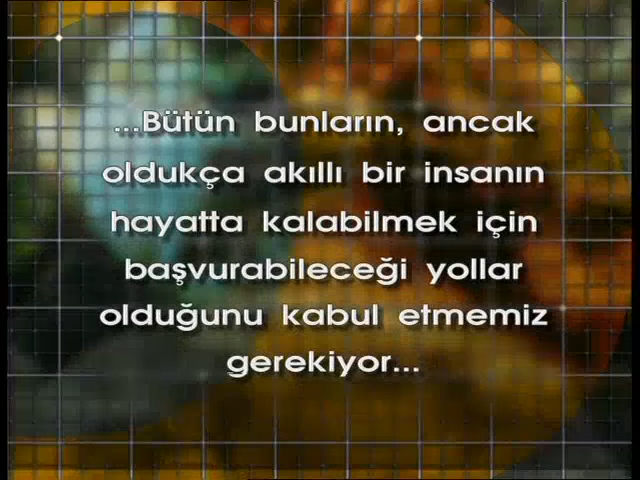 ...Bütün bunların, ancak
oldukça akıllı bir insanın
hayatta kalabilmek için
başvurabileceği yollar
olduğunu kabul etmemiz
gerekiyor...